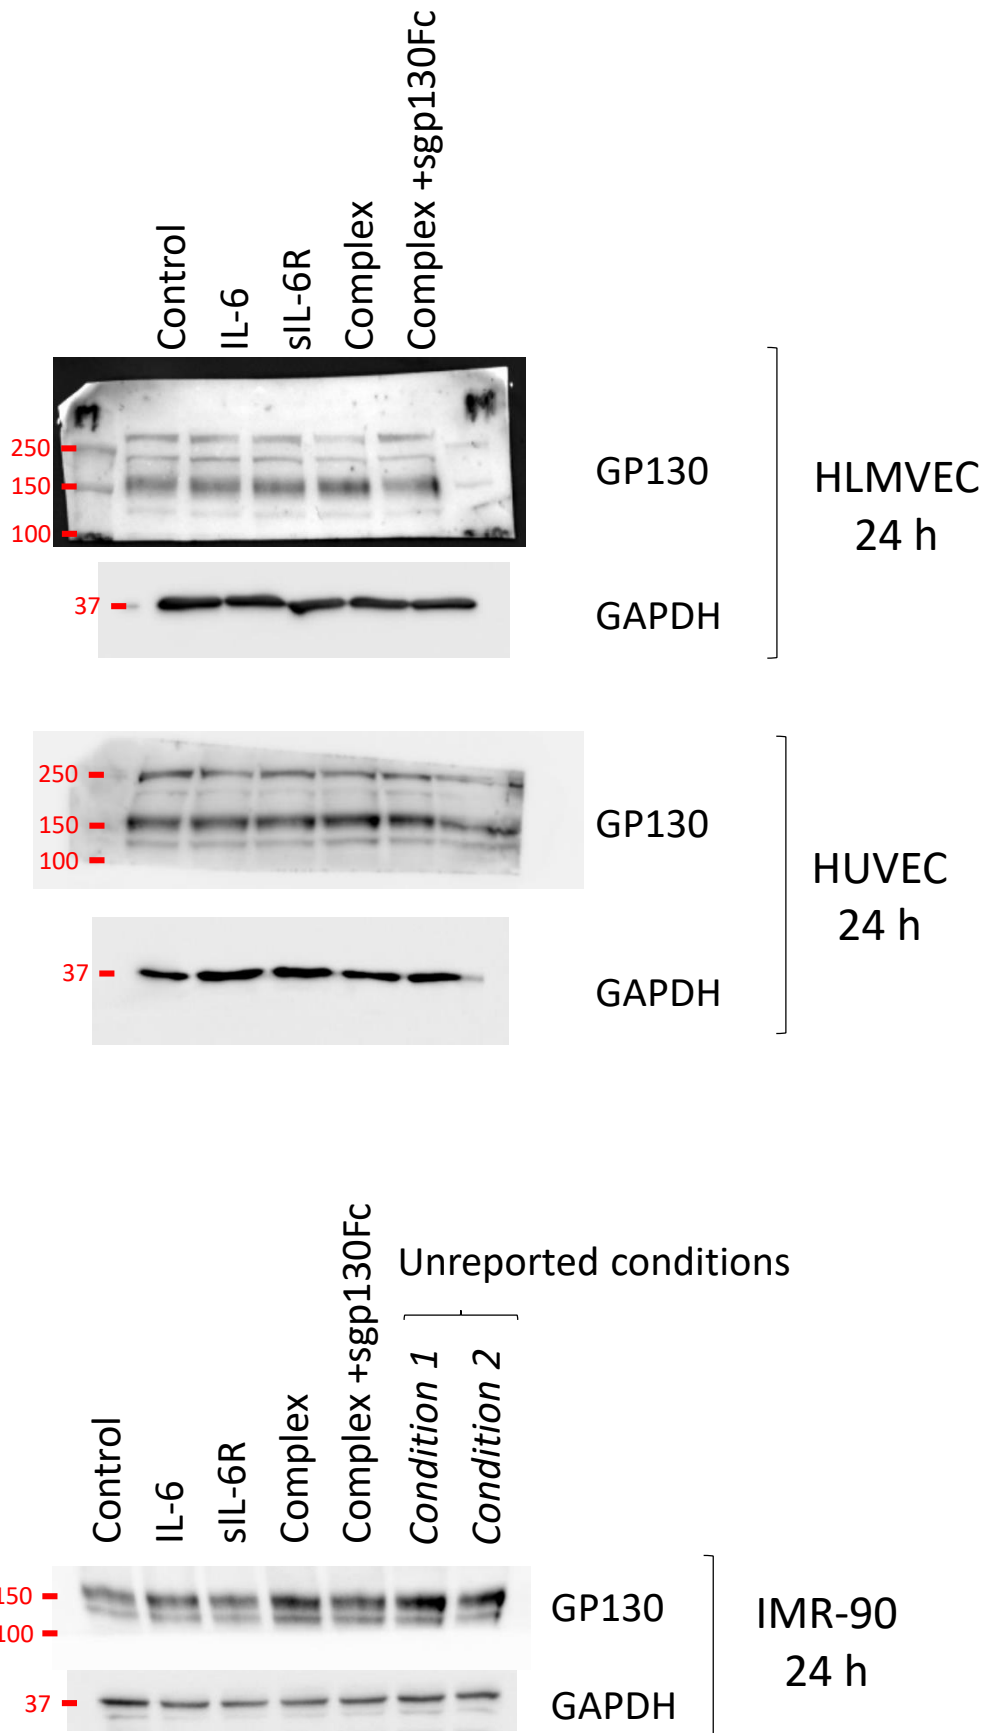 Control
IL-6
sIL-6R
Complex
Complex +sgp130Fc
M
M
250
150
100
GP130
HLMVEC
24 h
37
GAPDH
250
150
100
GP130
HUVEC
24 h
37
GAPDH
Unreported conditions
Control
IL-6
sIL-6R
Complex
Complex +sgp130Fc
Condition 1
Condition 2
150
100
GP130
IMR-90
24 h
37
GAPDH